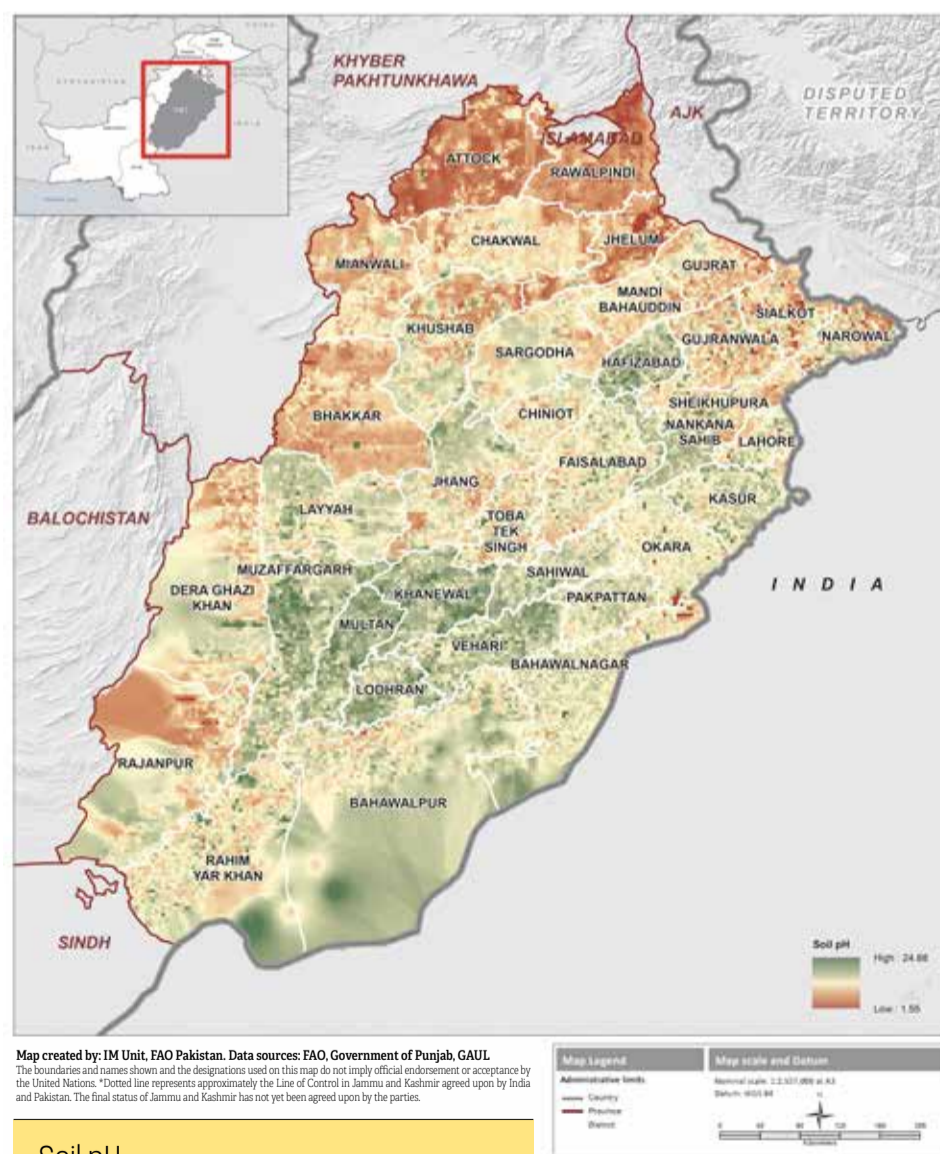 KHYBER
PAKHTUNKHAWA
AJK
DISPUTED
TERRITORY
ISLAMABAD
ATTOCK
RAWALPINDI
CHAKWAL
JHELUM
MIANWALI
GUJRAT
MANDI
BAHAUDDIN
SIALKOT
KHUSHAB
GUJRANWALA
NAROWAL
SARGODHA
HAFIZABAD
SHEIKHUPURA
BHAKKAR
CHINIOT
NANKANA
SAHIB
LAHORE
FAISALABAD
JHANG
KASUR
LAYYAH
BALOCHISTAN
TOBA
TEK
SINGH
OKARA
MUZAFFARGARH
SAHIWAL
INDIA
DERA GHAZI
KHAN
KHANEWAL
PAKPATTAN
MULTAN
VEHARI
BAHAWALNAGAR
LODHRAN
RAJANPUR
BAHAWALPUR
RAHIM
YAR KHAN
SINDH
Soil pH
High : 24.66
Low : 1.55
Map created by: IM Unit, FAO Pakistan. Data sources: FAO, Government of Punjab, GAUL
The boundaries and names shown and the designations used on this map do not imply official endorsement or acceptance by
the United Nations. *Dotted line represents approximately the Line of Control in Jammu and Kashmir agreed upon by India
and Pakistan. The final status of Jammu and Kashmir has not yet been agreed upon by the parties.
Map Legend
Administrative limits
Country
Province
District
Map scale and Datum
Kilometers
Soil pH